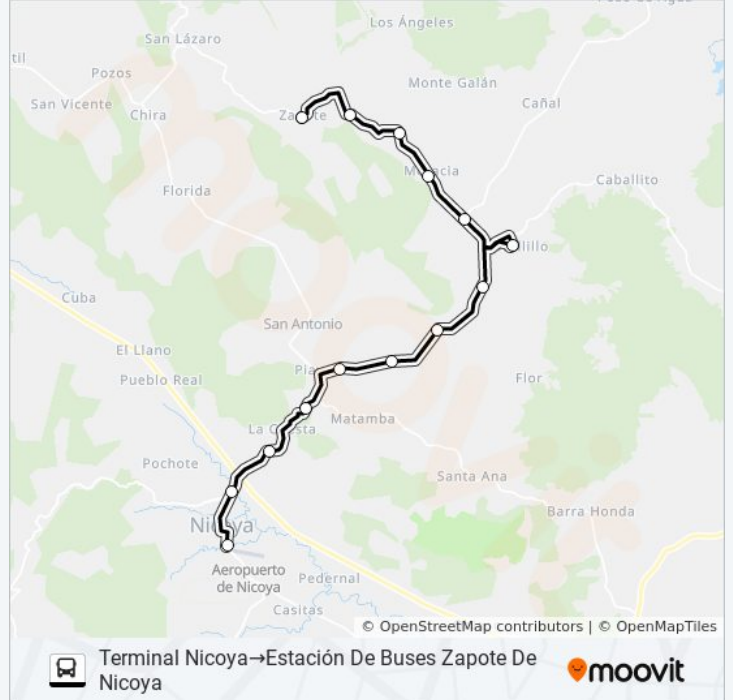 Los Ángeles
San Lázaro
Pozos
Monte Galán
San Vicente
Chira
Cañal
Caballito
Florida
Cuba
San Antonio
El Llano
Pueblo Real
Flor
Matamba
Pochote
Santa Ana
Barra Honda
Nicoya
Aeropuerto
de Nicoya
Pedernal
Casitas
© OpenStreetMap contributors | © OpenMapTiles
Terminal Nicoya→Estación De Buses Zapote De
Nicoya
moovit